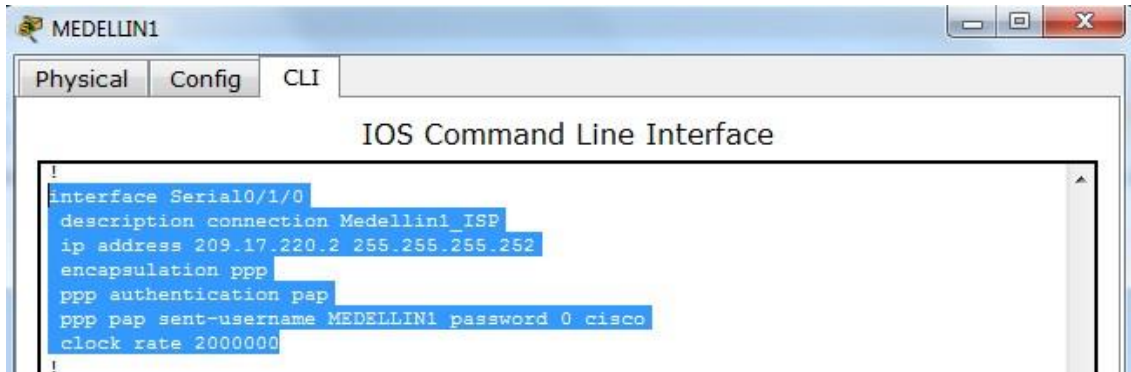 MEDELLIN1
Physical Config CLI
IOS Command Line Interface
!
interface Serial0/1/0
description connection Medellin1_ISP
ip address 209.17.220.2 255.255.255.252
encapsulation ppp
ppp authentication pap
ppp pap sent-username MEDELLIN1 password 0 cisco
clock rate 2000000
!